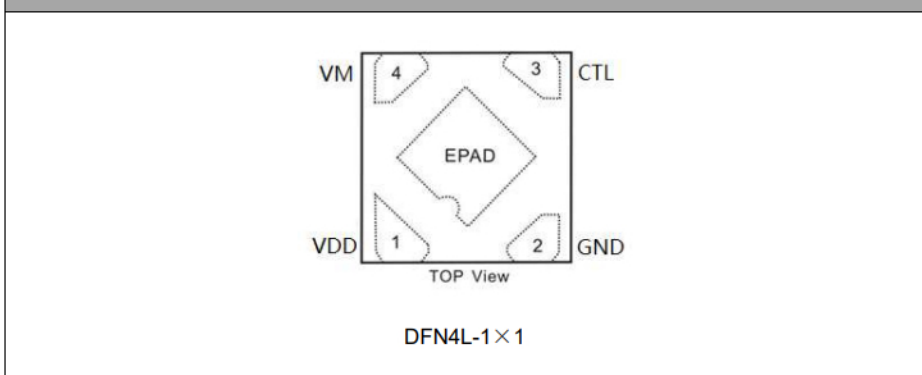 VM 4 3 CTL
EPAD
VDD 1 2 GND
TOP View
DFN4L-1×1